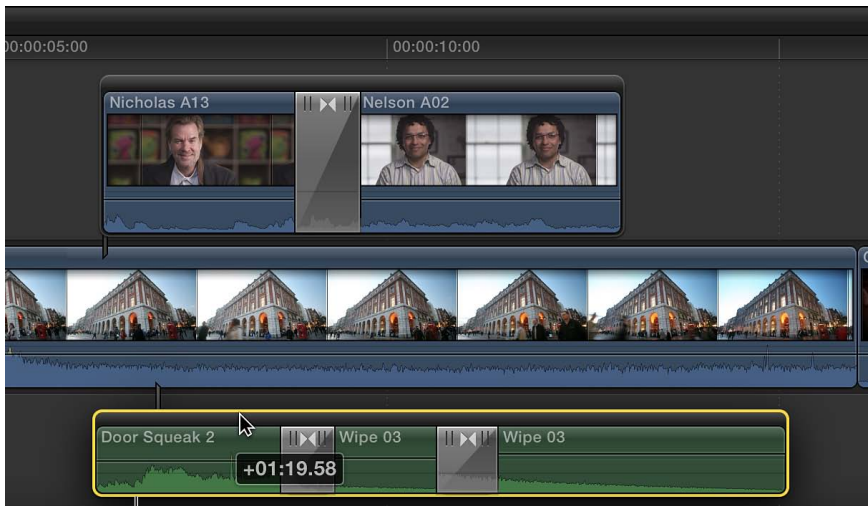 00:00:05:00
00:00:10:00
Nicholas A13
Nelson A02
Door Squeak 2
Wipe 03
Wipe 03
+01:19.58